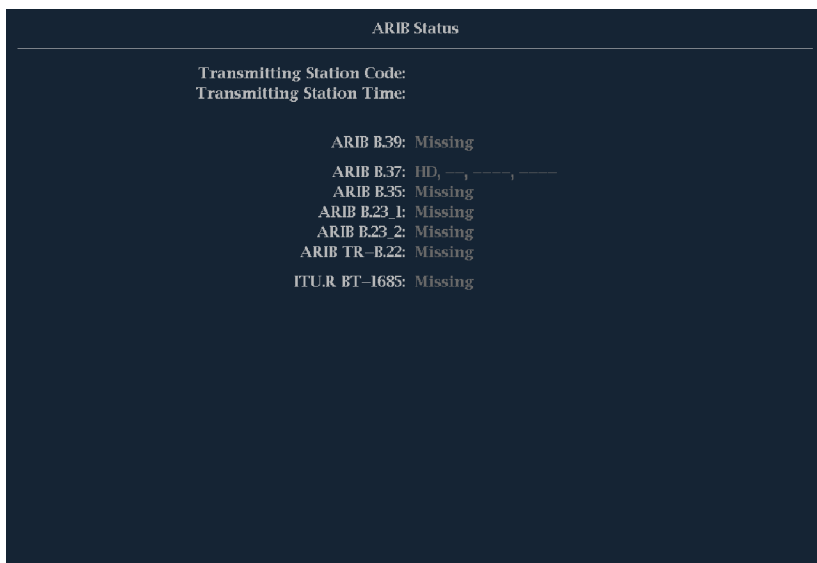 ARIB Status
Transmitting Station Code:
Transmitting Station Time:
ARIB B.39: Missing
ARIB B.37: HD, ––, ––––, ––––
ARIB B.35: Missing
ARIB B.23_1: Missing
ARIB B.23_2: Missing
ARIB TR–B.22: Missing
ITU.R BT–1685: Missing